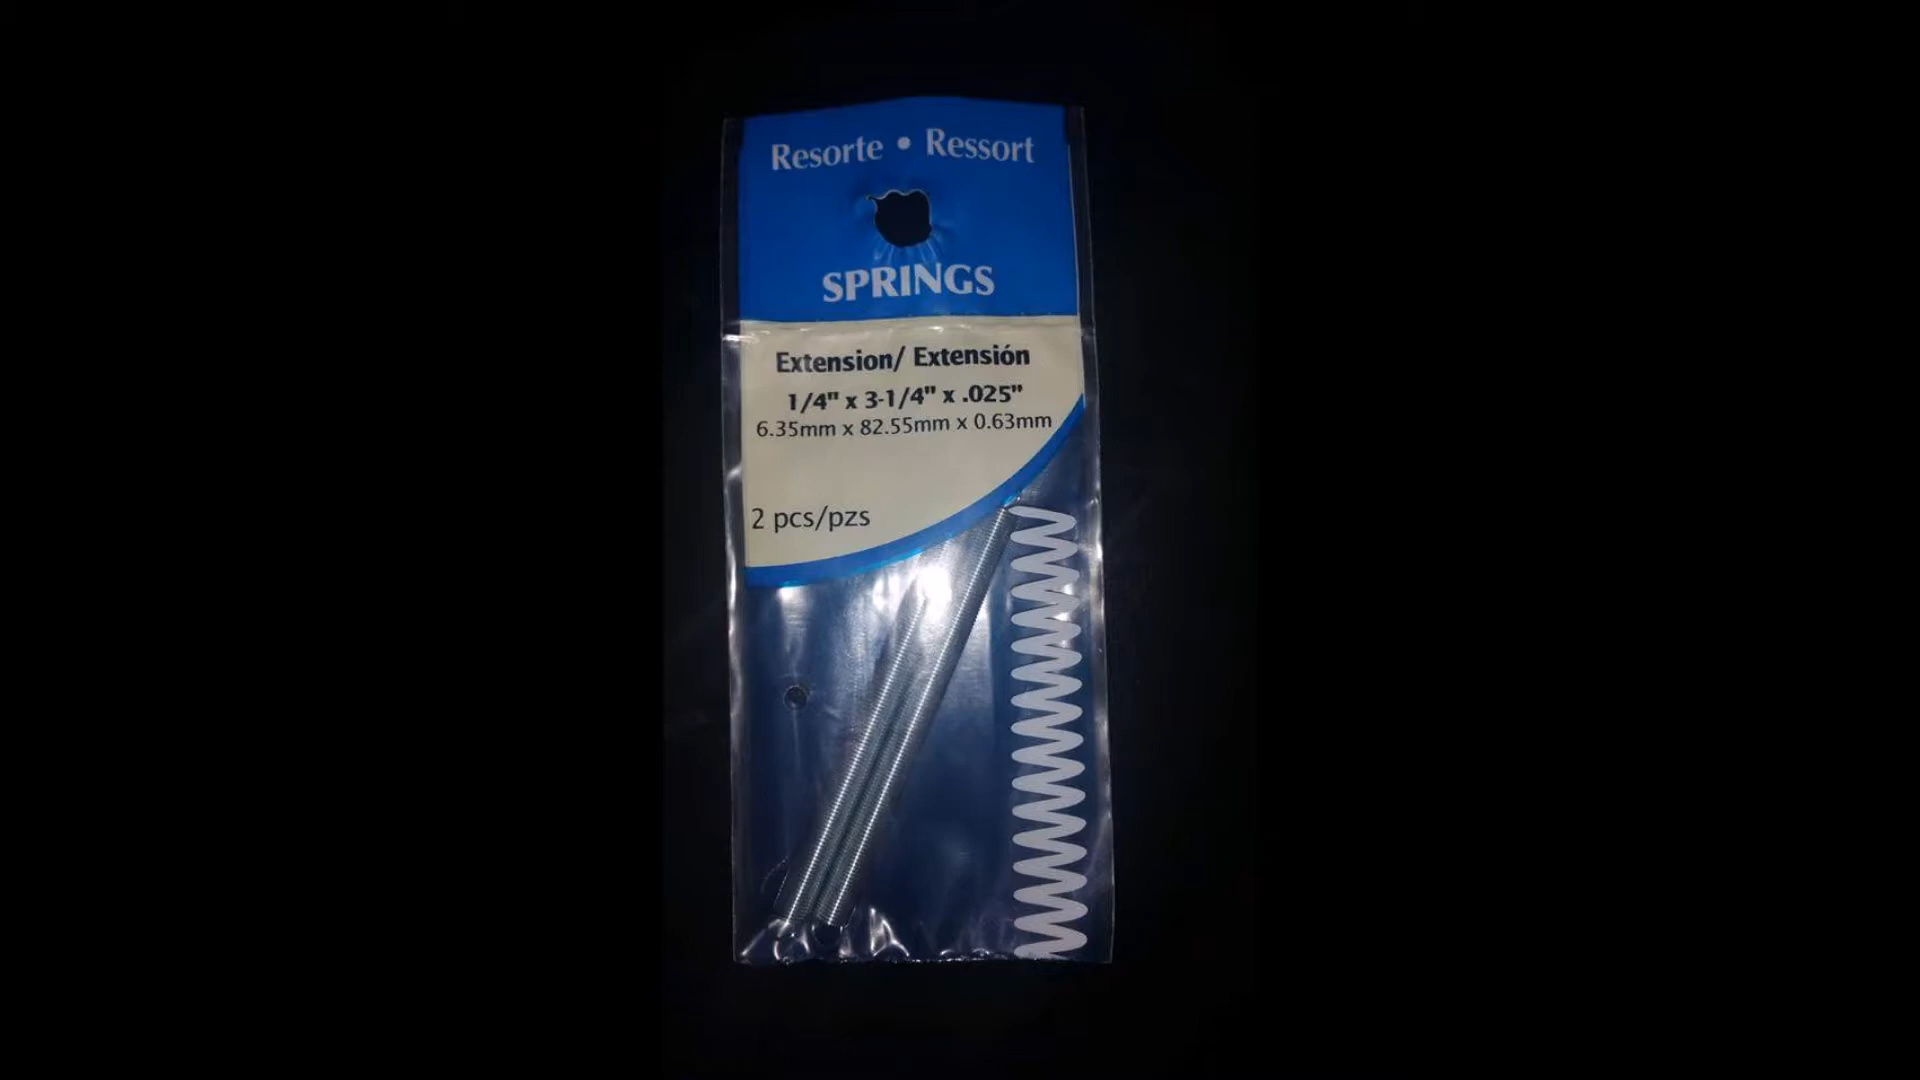 Resorte • Ressort
SPRINGS
Extension/ Extensión
1/4" x 3-1/4" x .025"
6.35mm x 82.55mm x 0.63mm
2 pcs/pzs